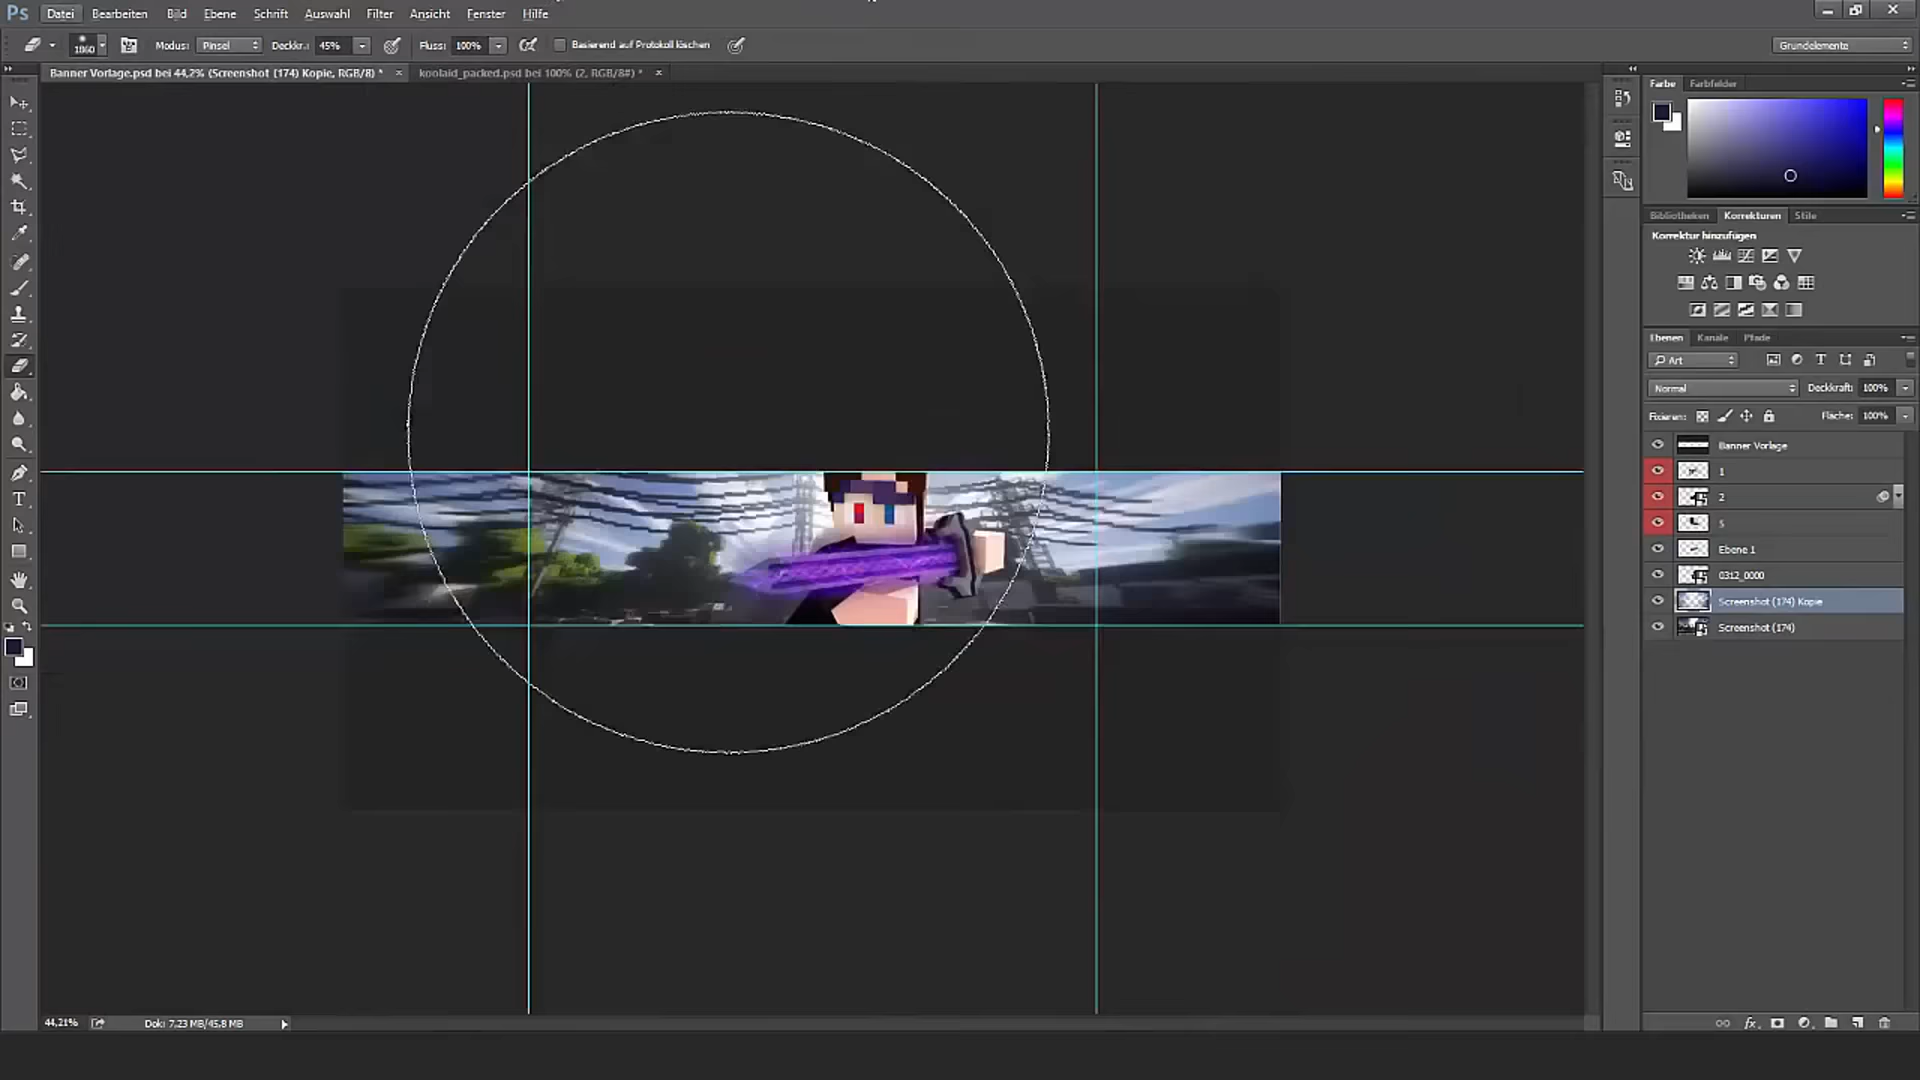 Ps Datei Bearbeiten Bild Ebene Schrift Auswahl Filter Ansicht Fenster Hilfe
1860 Modus: Pinsel Deckkr.: 45% Fluss: 100% Basierend auf Protokoll löschen Grundelemente
Banner Vorlage.psd bei 44,2% (Screenshot (174) Kopie, RGB/8) * × koolaid_packed.psd bei 100% (2, RGB/8#) * ×
Farbe Farbfelder
Bibliotheken Korrekturen Stile
Korrektur hinzufügen
Ebenen Kanäle Pfade
Art
Normal Deckkraft: 100%
Fixieren: Fläche: 100%
Banner Vorlage
1
2
5
Ebene 1
0312_0000
Screenshot (174) Kopie
Screenshot (174)
44,21% Dok: 7,23 MB/45,8 MB
fx